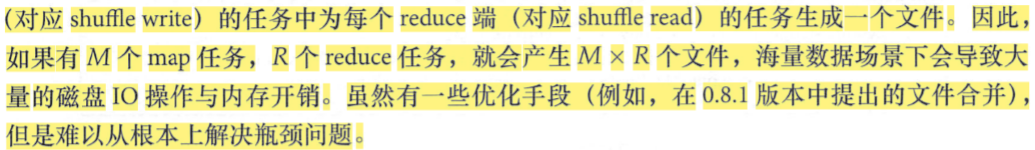 (对应 shuffle write) 的任务中为每个 reduce 端 (对应 shuffle read) 的任务生成一个文件。因此,
如果有 M 个 map 任务, R 个 reduce 任务, 就会产生 M × R 个文件, 海量数据场景下会导致大
量的磁盘 IO 操作与内存开销。虽然有一些优化手段 (例如, 在 0.8.1 版本中提出的文件合并),
但是难以从根本上解决瓶颈问题。